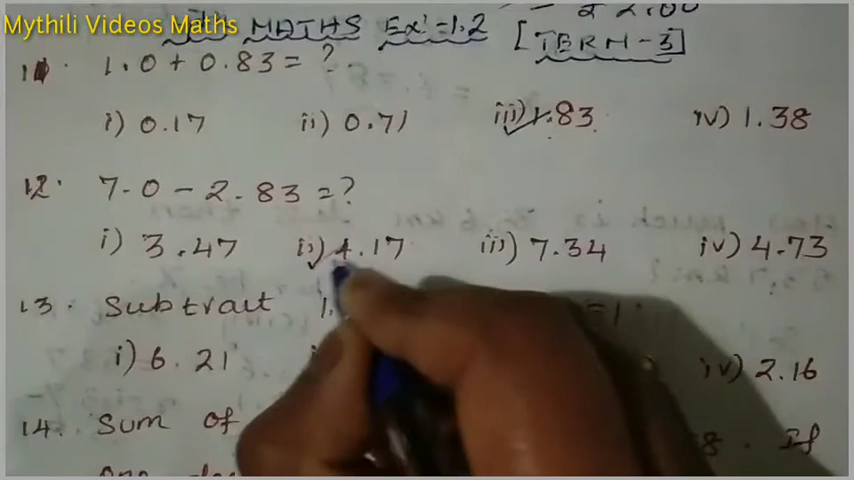 Mythili Videos Maths
MATHS Ex=1.2 [TERM-3]
11. 1.0 + 0.83 = ?
i) 0.17 ii) 0.71 iii) 1.83 iv) 1.38
12. 7.0 - 2.83 = ?
i) 3.47 ii) 4.17 iii) 7.34 iv) 4.73
13. Subtract
i) 6.21 iv) 2.16
14. Sum of If